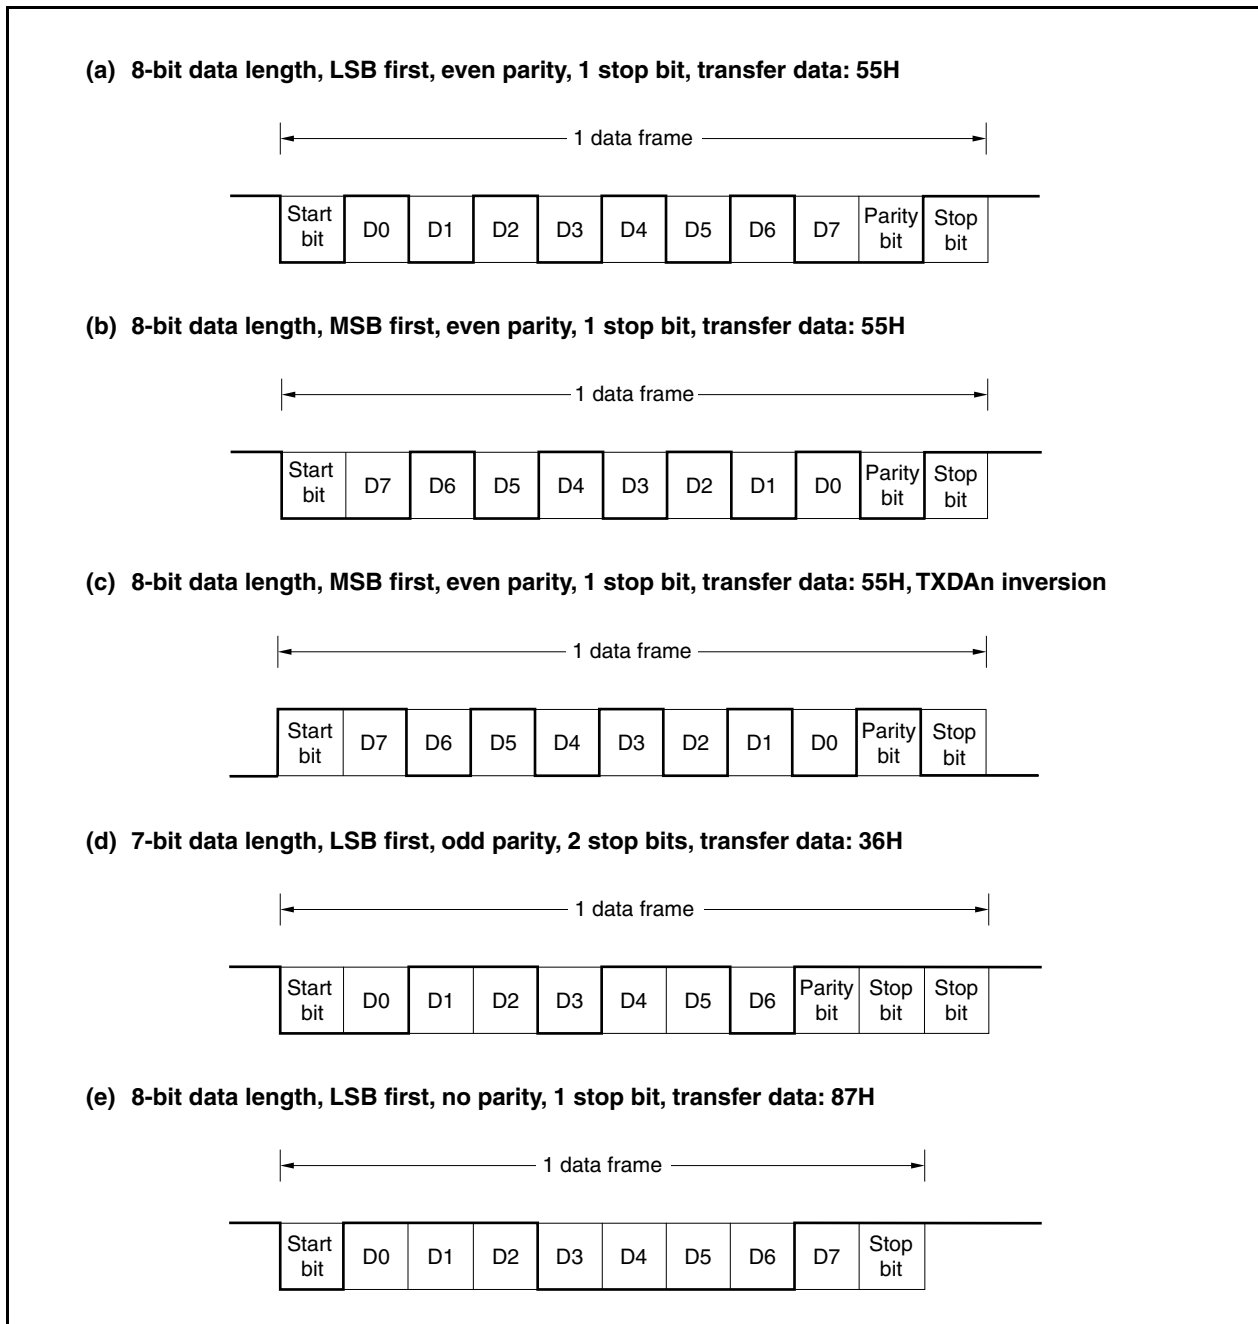 (a) 8-bit data length, LSB first, even parity, 1 stop bit, transfer data: 55H
1 data frame
Start bit D0 D1 D2 D3 D4 D5 D6 D7 Parity bit Stop bit
(b) 8-bit data length, MSB first, even parity, 1 stop bit, transfer data: 55H
1 data frame
Start bit D7 D6 D5 D4 D3 D2 D1 D0 Parity bit Stop bit
(c) 8-bit data length, MSB first, even parity, 1 stop bit, transfer data: 55H, TXDAn inversion
1 data frame
Start bit D7 D6 D5 D4 D3 D2 D1 D0 Parity bit Stop bit
(d) 7-bit data length, LSB first, odd parity, 2 stop bits, transfer data: 36H
1 data frame
Start bit D0 D1 D2 D3 D4 D5 D6 Parity bit Stop bit Stop bit
(e) 8-bit data length, LSB first, no parity, 1 stop bit, transfer data: 87H
1 data frame
Start bit D0 D1 D2 D3 D4 D5 D6 D7 Stop bit